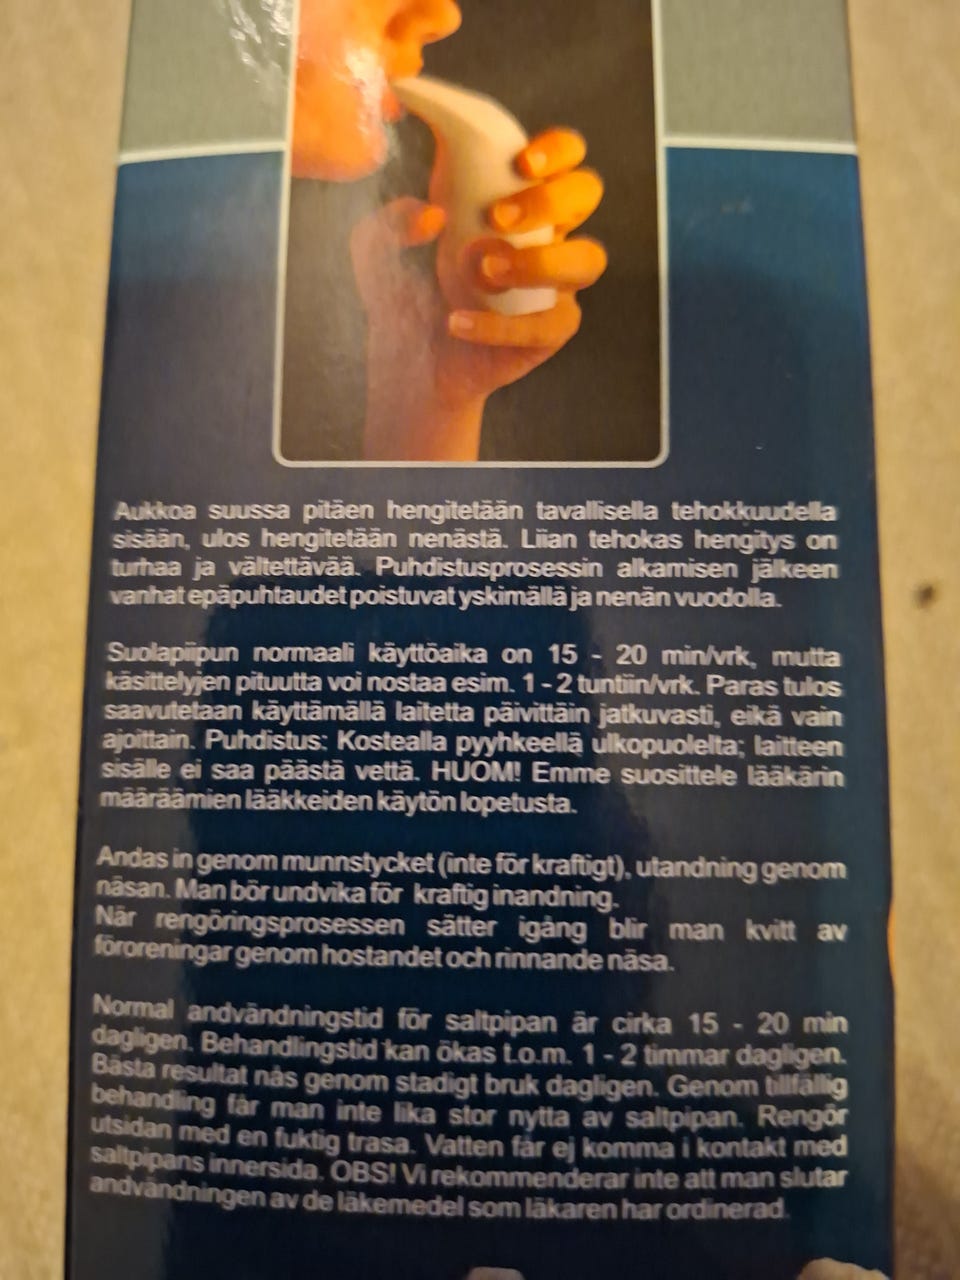 Aukkoa suussa pitäen hengitetään tavallisella tehokkuudella
sisään, ulos hengitetään nenästä. Liian tehokas hengitys on
turhaa ja vältettävää. Puhdistusprosessin alkamisen jälkeen
vanhat epäpuhtaudet poistuvat yskimällä ja nenän vuodolla.
Suolapiipun normaali käyttöaika on 15 - 20 min/vrk, mutta
käsittelyjen pituutta voi nostaa esim. 1 - 2 tuntiin/vrk. Paras tulos
saavutetaan käyttämällä laitetta päivittäin jatkuvasti, eikä vain
ajoittain. Puhdistus: Kostealla pyyhkeellä ulkopuolelta; laitteen
sisälle ei saa päästä vettä. HUOM! Emme suosittele lääkärin
määräämien lääkkeiden käytön lopetusta.
Andas in genom munnstycket (inte för kraftigt), utandning genom
näsan. Man bör undvika för kraftig inandning.
När rengöringsprosessen sätter igång blir man kvitt av
föroreningar genom hostandet och rinnande näsa.
Normal andvändningstid för saltpipan är cirka 15 - 20 min
dagligen. Behandlingstid kan ökas t.o.m. 1 - 2 timmar dagligen.
Bästa resultat nås genom stadigt bruk dagligen. Genom tillfällig
behandling får man inte lika stor nytta av saltpipan. Rengör
utsidan med en fuktig trasa. Vatten får ej komma i kontakt med
saltpipans innersida. OBS! Vi rekommenderar inte att man slutar
andvändningen av de läkemedel som läkaren har ordinerad.